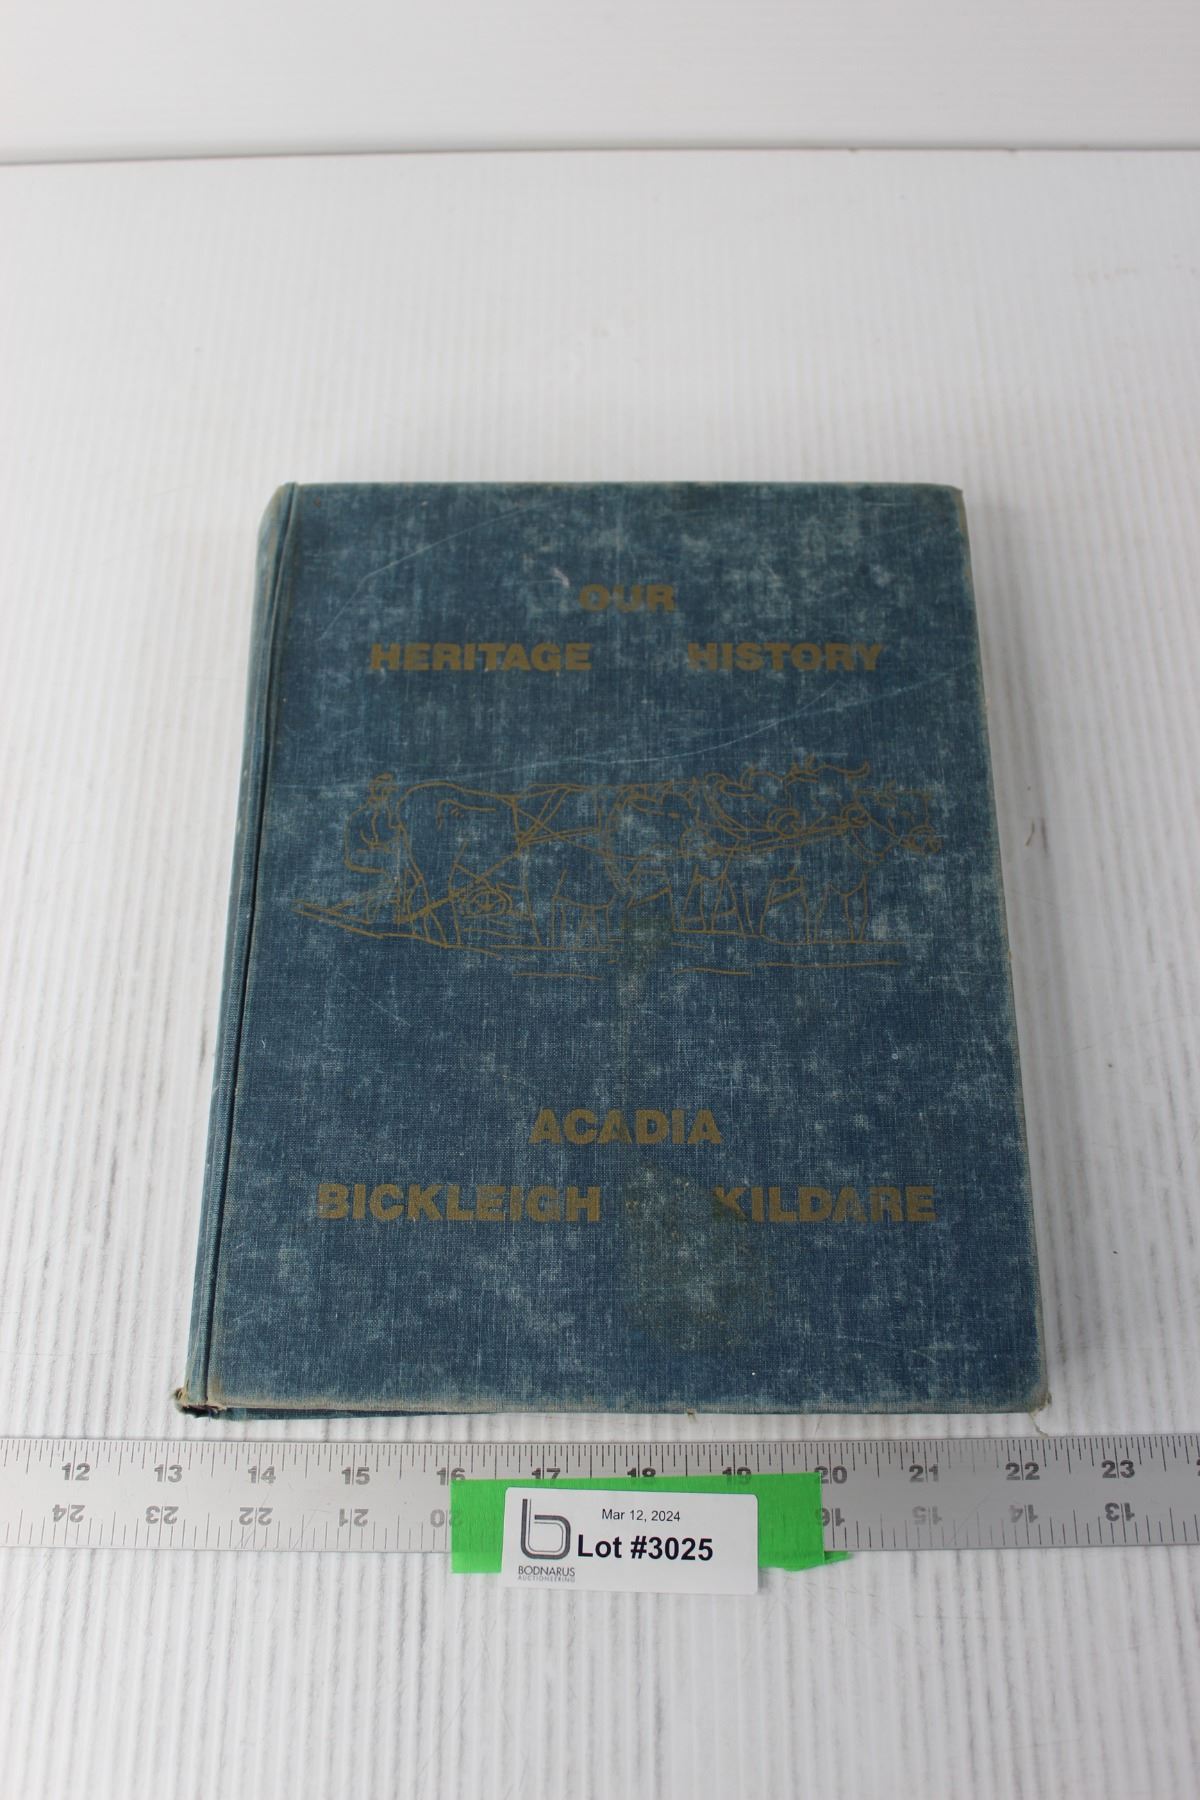 OUR
HERITAGE HISTORY
ACADIA
BICKLEIGH KILDARE
12 13 14 15 16 17 18 19 20 21 22 23
24 23 22 21 20 16 15 14 13
Mar 12, 2024
Lot #3025
BODNARUS
AUCTIONEERING